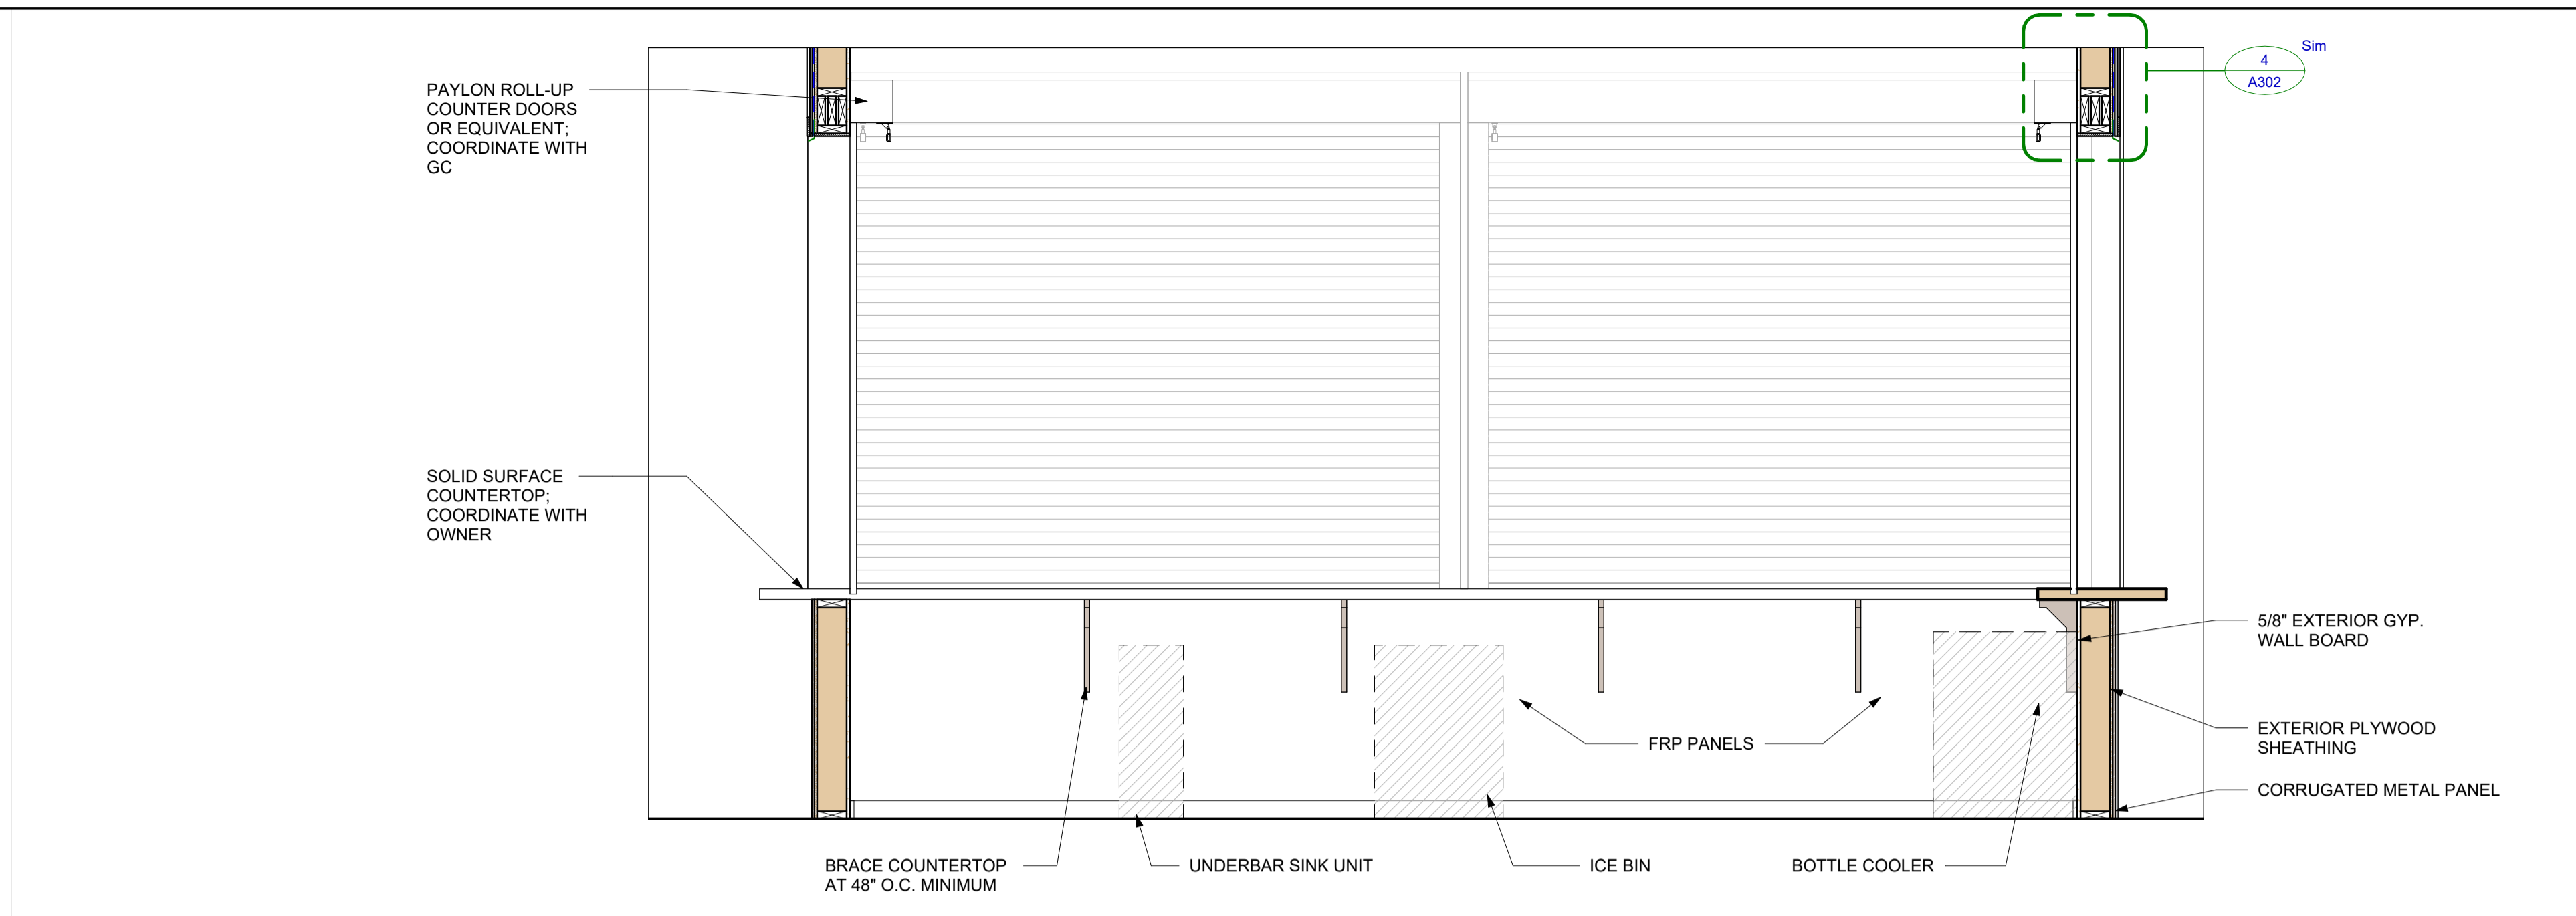 Sim
4
A302
PAYLON ROLL-UP
COUNTER DOORS
OR EQUIVALENT;
COORDINATE WITH
GC
SOLID SURFACE
COUNTERTOP;
COORDINATE WITH
OWNER
5/8" EXTERIOR GYP.
WALL BOARD
EXTERIOR PLYWOOD
SHEATHING
FRP PANELS
CORRUGATED METAL PANEL
BRACE COUNTERTOP
AT 48" O.C. MINIMUM
UNDERBAR SINK UNIT
ICE BIN
BOTTLE COOLER